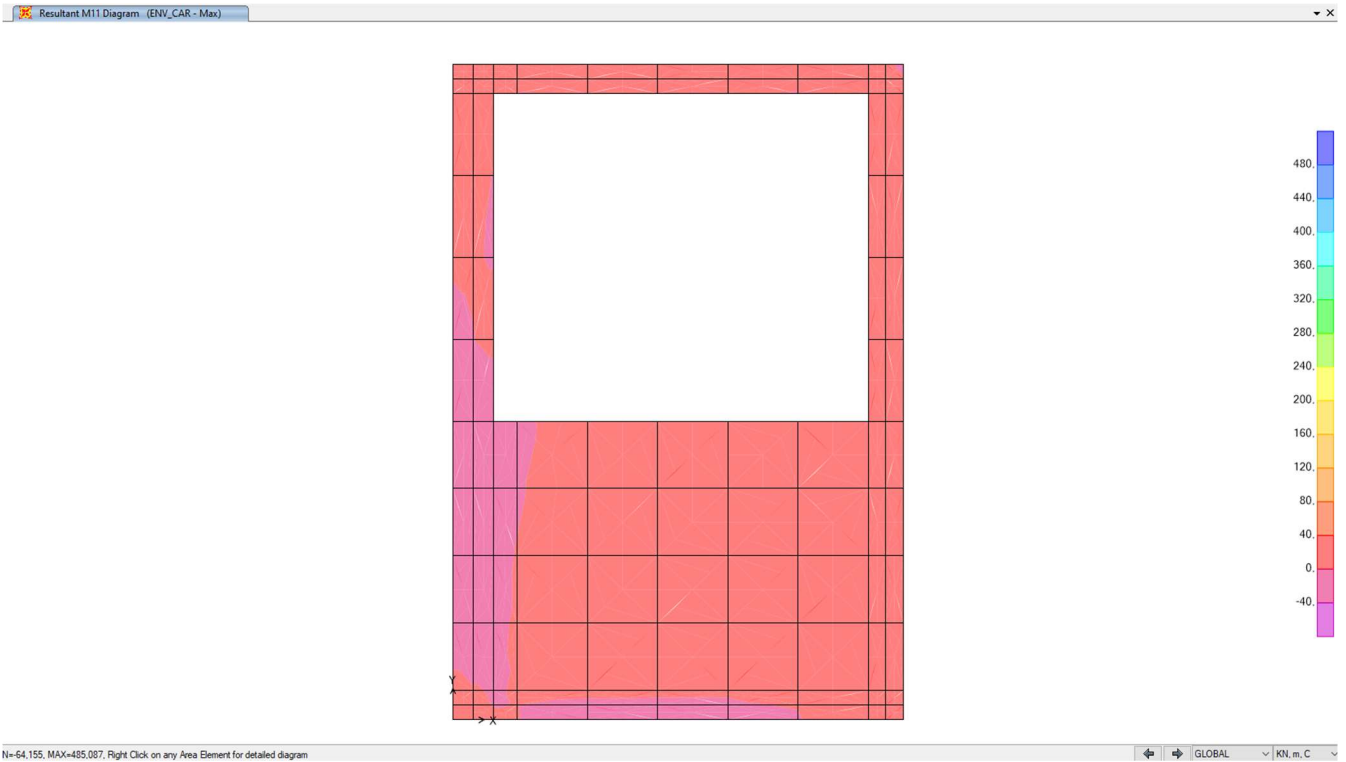 Resultant M11 Diagram (ENV_CAR - Max)
480,
440,
400,
360,
320,
280,
240,
200,
160,
120,
80,
40,
0,
-40,
Y
X
N=-64,155, MAX=485,087, Right Click on any Area Element for detailed diagram
GLOBAL
KN, m, C